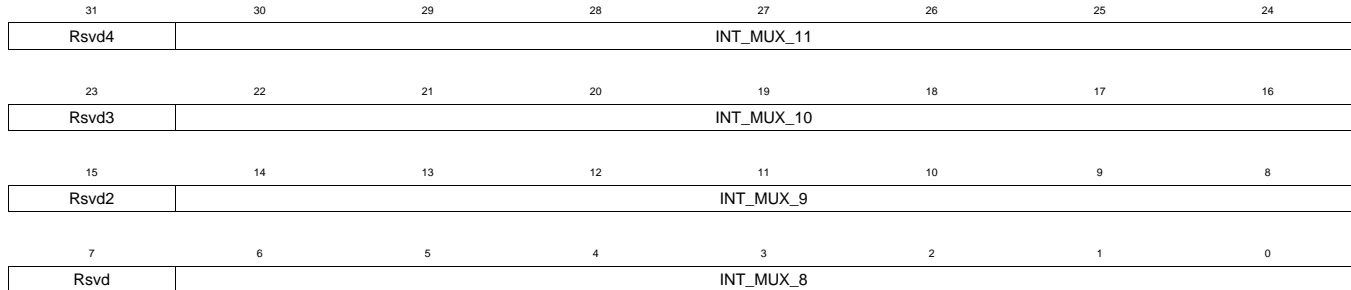 31 30 29 28 27 26 25 24
Rsvd4 INT_MUX_11
23 22 21 20 19 18 17 16
Rsvd3 INT_MUX_10
15 14 13 12 11 10 9 8
Rsvd2 INT_MUX_9
7 6 5 4 3 2 1 0
Rsvd INT_MUX_8